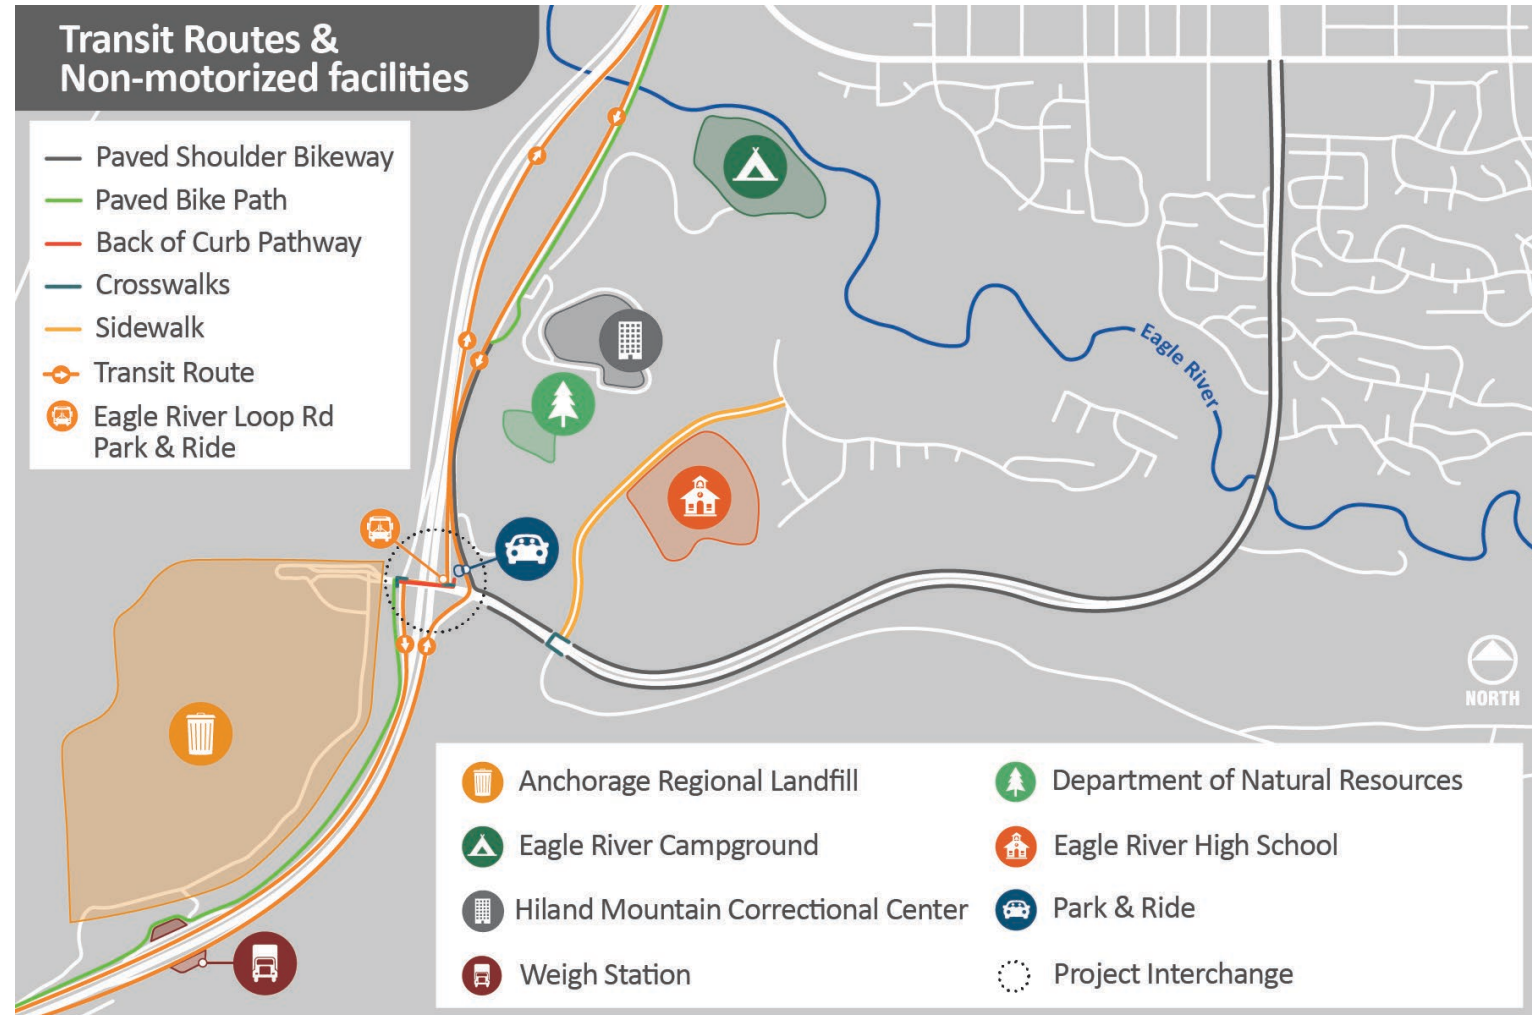 Transit Routes &
Non-motorized facilities
Paved Shoulder Bikeway
Paved Bike Path
Back of Curb Pathway
Crosswalks
Sidewalk
Transit Route
Eagle River Loop Rd
Park & Ride
Eagle River
NORTH
Anchorage Regional Landfill
Eagle River Campground
Hiland Mountain Correctional Center
Weigh Station
Department of Natural Resources
Eagle River High School
Park & Ride
Project Interchange